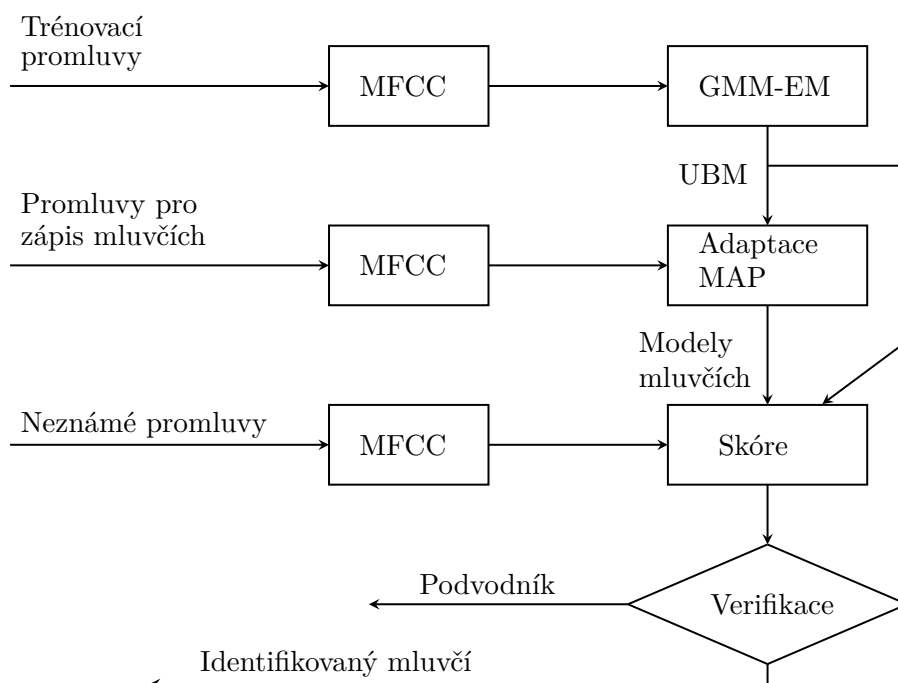 Trénovací
promluvy
MFCC
GMM-EM
UBM
Promluvy pro
zápis mluvčích
MFCC
Adaptace
MAP
Modely
mluvčích
Neznámé promluvy
MFCC
Skóre
Podvodník
Verifikace
Identifikovaný mluvčí